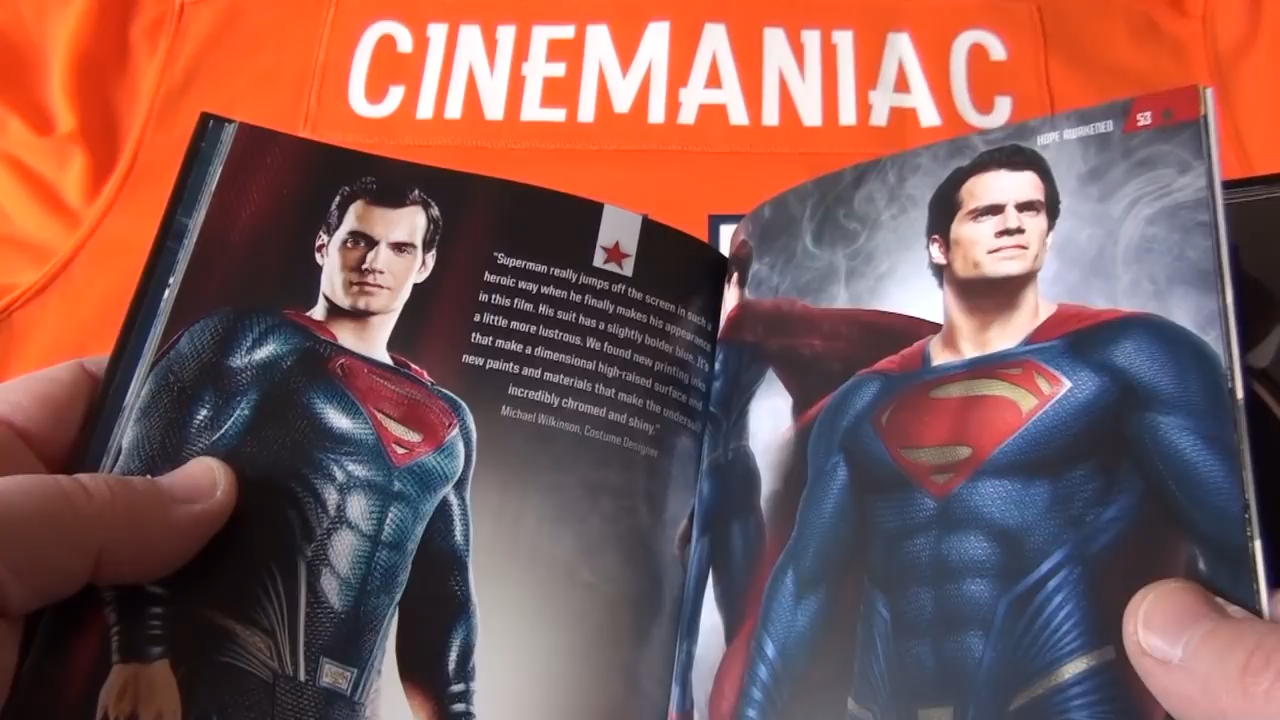 CINEMANIAC
HOPE AWAKENED 53
"Superman really jumps off the screen in such a
heroic way when he finally makes his appearance
in this film. His suit has a slightly bolder blue. It's
a little more lustrous. We found new printing inks
that make a dimensional high-raised surface and
new paints and materials that make the undersuit
incredibly chromed and shiny."
Michael Wilkinson, Costume Designer